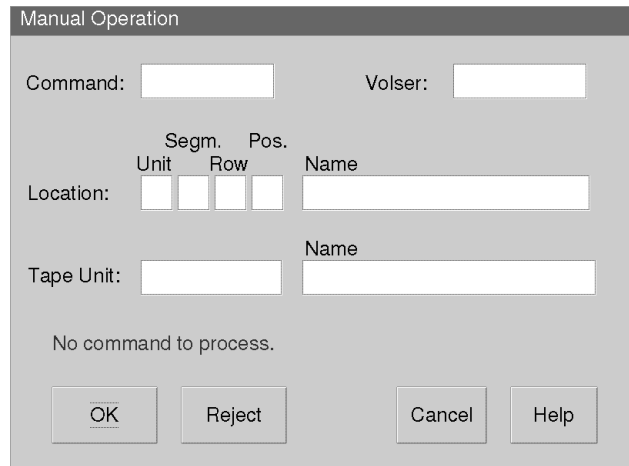 Manual Operation
Command: Volser:
Segm. Pos.
Unit Row Name
Location:
Name
Tape Unit:
No command to process.
OK Reject Cancel Help